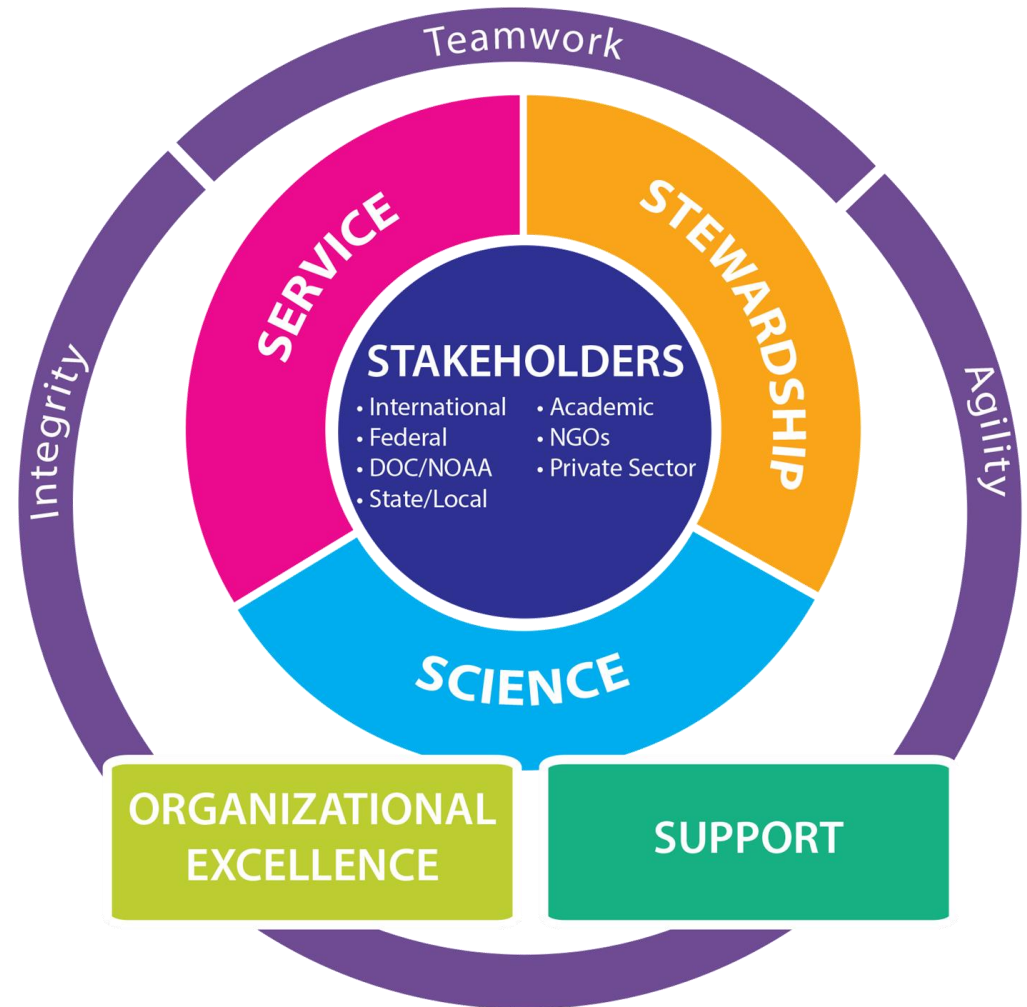 Teamwork
Integrity
Agility
SERVICE
STEWARDSHIP
STAKEHOLDERS
• International
• Federal
• DOC/NOAA
• State/Local
• Academic
• NGOs
• Private Sector
SCIENCE
ORGANIZATIONAL
EXCELLENCE
SUPPORT